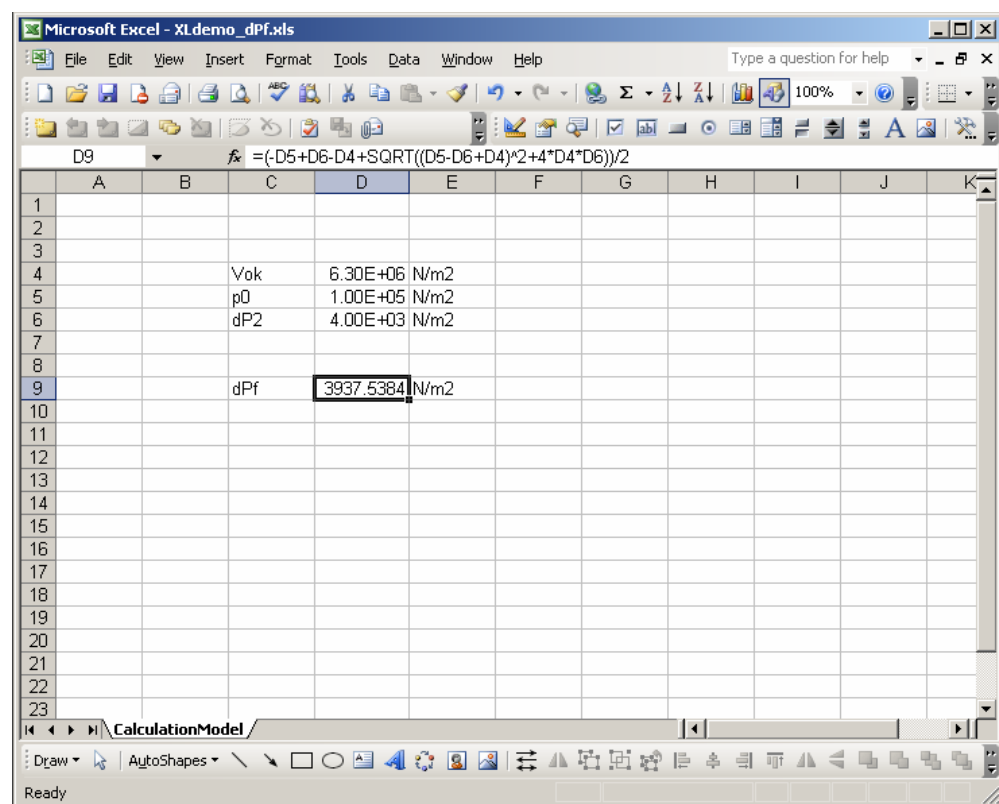 Microsoft Excel - XLdemo_dPf.xls
File Edit View Insert Format Tools Data Window Help Type a question for help
100%
D9 fx =(-D5+D6-D4+SQRT((D5-D6+D4)^2+4*D4*D6))/2
A B C D E F G H I J K
1
2
3
4 Vok 6.30E+06 N/m2
5 p0 1.00E+05 N/m2
6 dP2 4.00E+03 N/m2
7
8
9 dPf 3937.5384 N/m2
10
11
12
13
14
15
16
17
18
19
20
21
22
23
CalculationModel
Draw AutoShapes
Ready